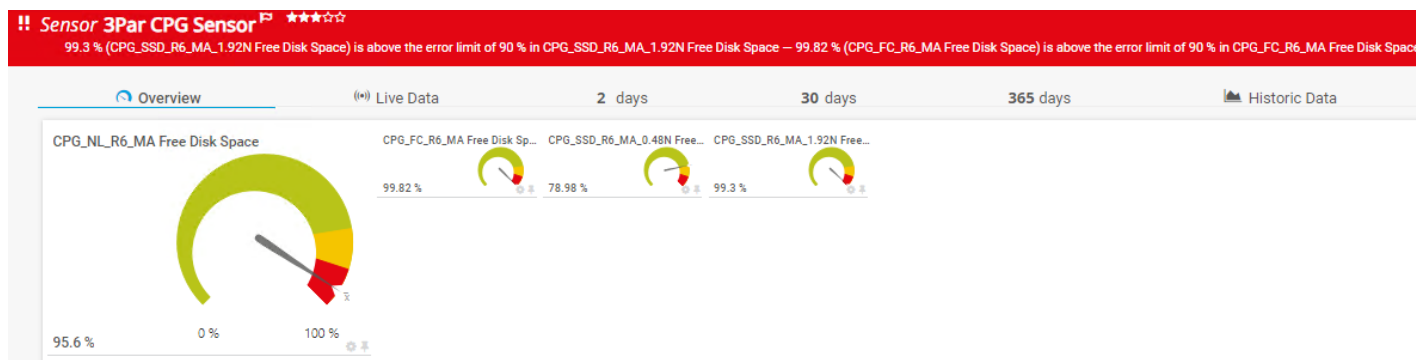 !! Sensor 3Par CPG Sensor
99.3 % (CPG_SSD_R6_MA_1.92N Free Disk Space) is above the error limit of 90 % in CPG_SSD_R6_MA_1.92N Free Disk Space — 99.82 % (CPG_FC_R6_MA Free Disk Space) is above the error limit of 90 % in CPG_FC_R6_MA Free Disk Space
Overview
Live Data
2 days
30 days
365 days
Historic Data
CPG_NL_R6_MA Free Disk Space
95.6 %
0 %
100 %
x
CPG_FC_R6_MA Free Disk Sp...
99.82 %
CPG_SSD_R6_MA_0.48N Free...
78.98 %
CPG_SSD_R6_MA_1.92N Free...
99.3 %